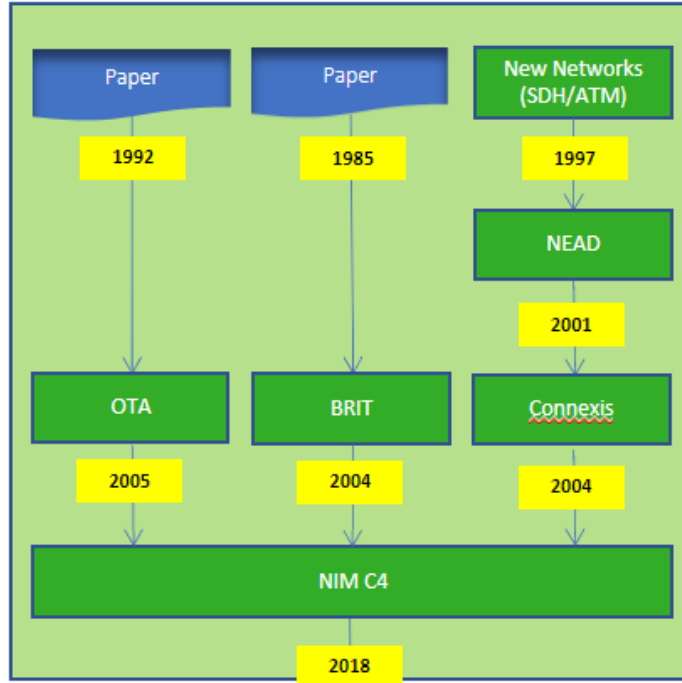 Paper
Paper
New Networks
(SDH/ATM)
1992
1985
1997
NEAD
2001
OTA
BRIT
Connexis
2005
2004
2004
NIM C4
2018